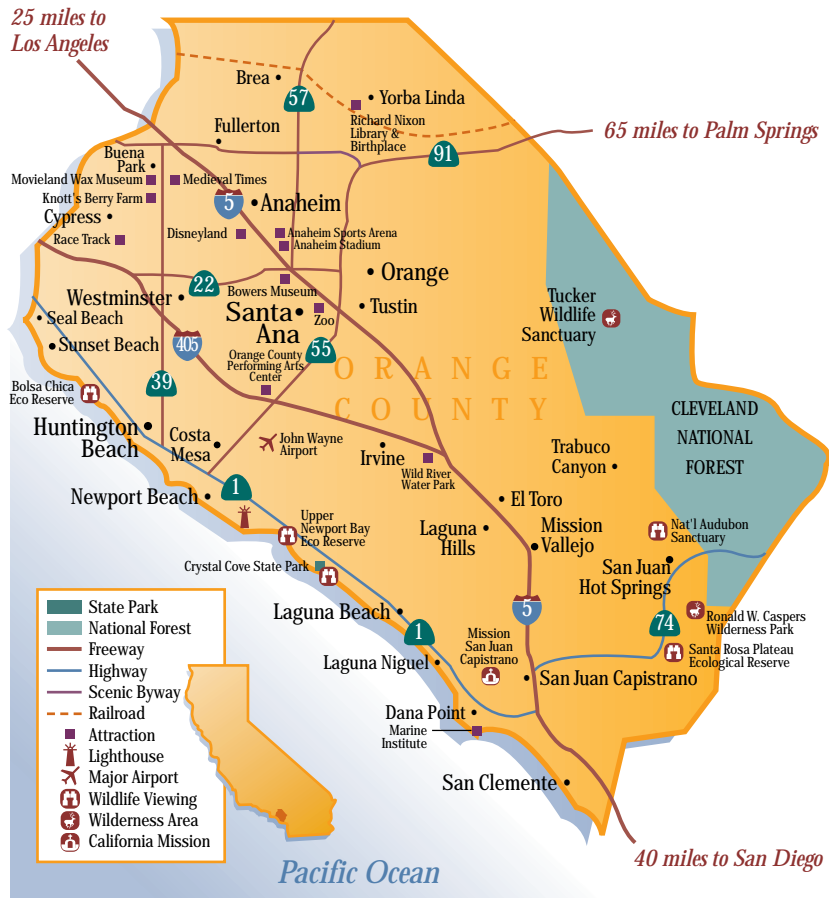 25 miles to
Los Angeles
Brea
57
Yorba Linda
Richard Nixon
Library &
Birthplace
65 miles to Palm Springs
Fullerton
91
Buena
Park
Movieland Wax Museum
Medieval Times
Knott's Berry Farm
5
Anaheim
Cypress
Race Track
Disneyland
Anaheim Sports Arena
Anaheim Stadium
22
Orange
Bowers Museum
Westminster
Tustin
Santa
Ana
Zoo
Seal Beach
Sunset Beach
405
55
Orange County
Performing Arts
Center
Tucker
Wildlife
Sanctuary
ORANGE
COUNTY
39
Bolsa Chica
Eco Reserve
CLEVELAND
NATIONAL
FOREST
Huntington
Beach
Costa
Mesa
John Wayne
Airport
Irvine
Wild River
Water Park
Trabuco
Canyon
1
Newport Beach
El Toro
Upper
Newport Bay
Eco Reserve
Laguna
Hills
Mission
Vallejo
Nat'l Audubon
Sanctuary
San Juan
Hot Springs
Crystal Cove State Park
Laguna Beach
5
74
Ronald W. Caspers
Wilderness Park
1
Mission
San Juan
Capistrano
Santa Rosa Plateau
Ecological Reserve
Laguna Niguel
San Juan Capistrano
Dana Point
Marine
Institute
San Clemente
40 miles to San Diego
Pacific Ocean
State Park
National Forest
Freeway
Highway
Scenic Byway
Railroad
Attraction
Lighthouse
Major Airport
Wildlife Viewing
Wilderness Area
California Mission